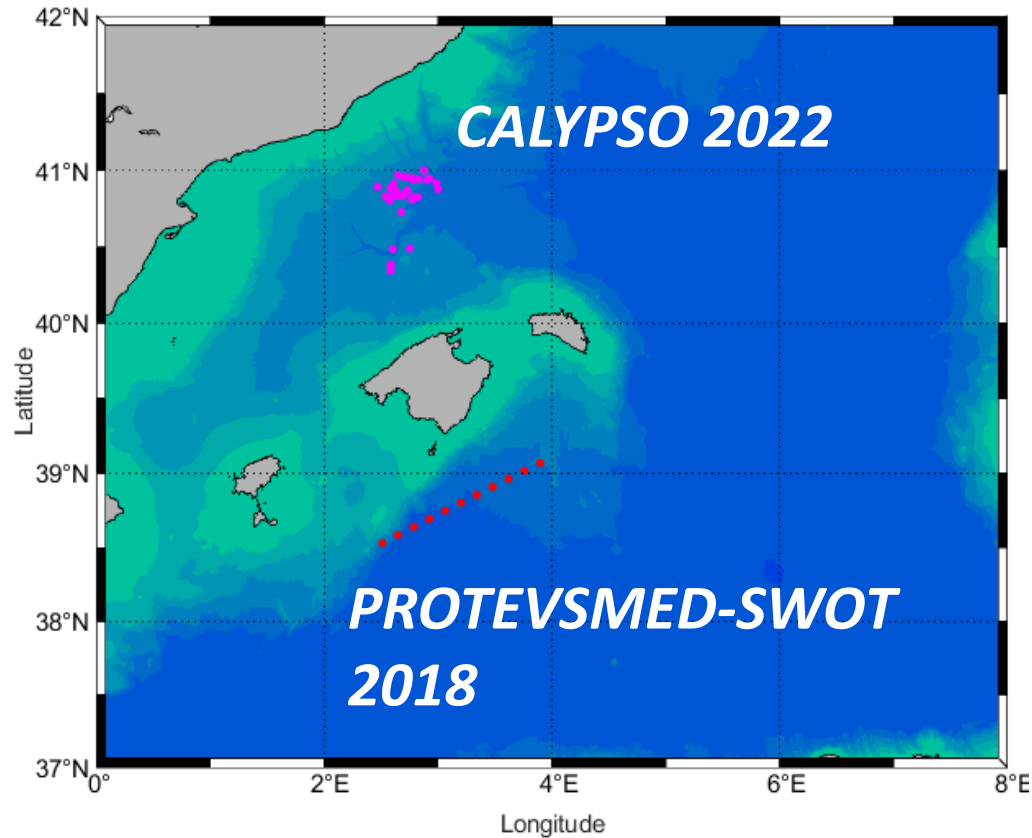 42°N
CALYPSO 2022
41°N
40°N
Latitude
39°N
PROTEVSMED-SWOT
38°N
2018
37°N
0°
2°E
4°E
6°E
8°E
Longitude